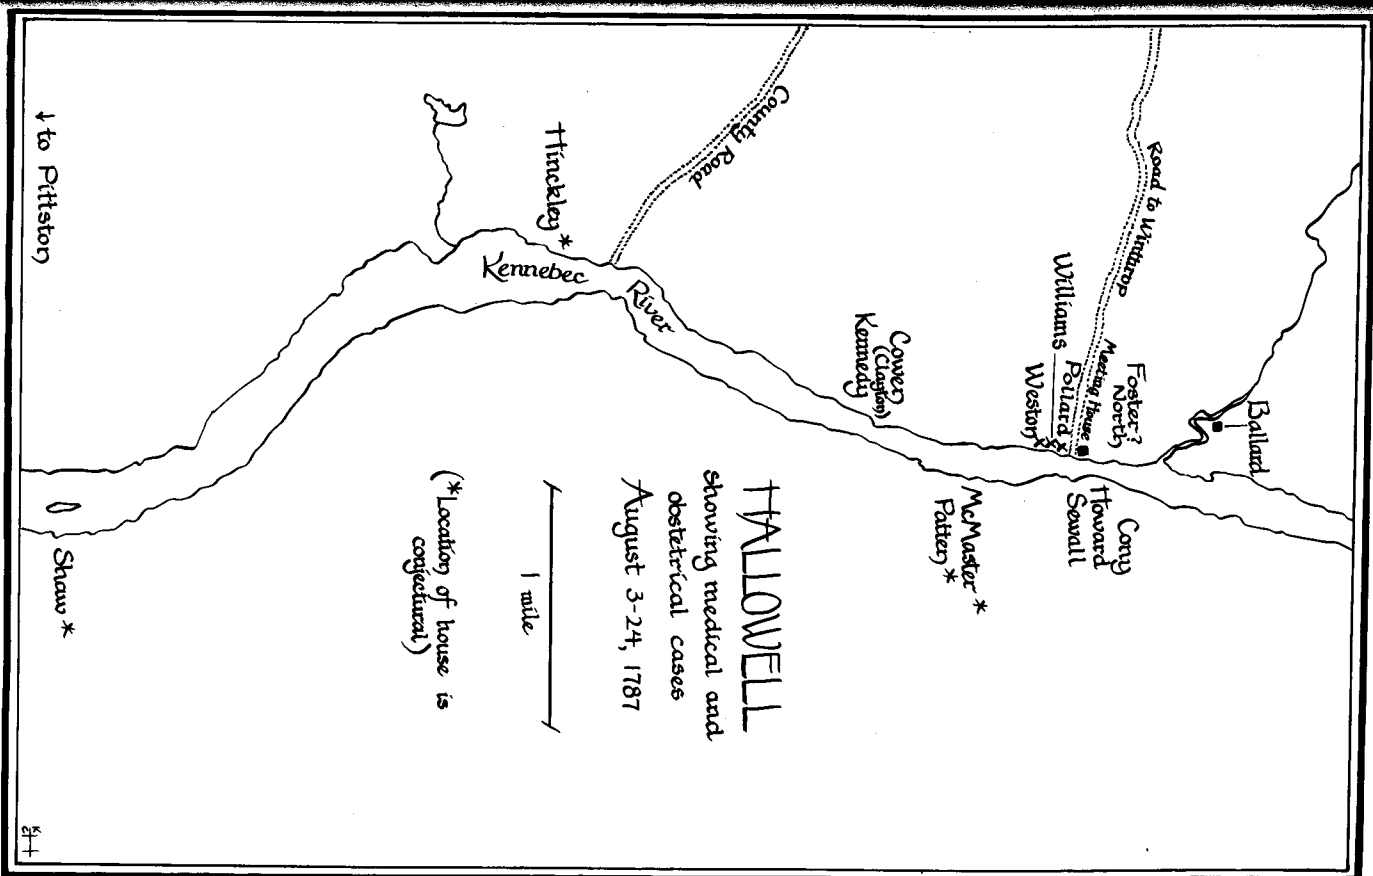 Ballard
Foster?
North
Cony
Howard
Sewall
Road to Winthrop
Meeting House
Pollard
Williams
Weston
McMaster *
Patten *
Cowen
(Clayton)
Kennedy
County Road
HALLOWELL
showing medical and
obstetrical cases
August 3-24, 1787
Kennebec River
Hinckley *
1 mile
(*Location of house is
conjectural)
Shaw *
↓ to Pittston